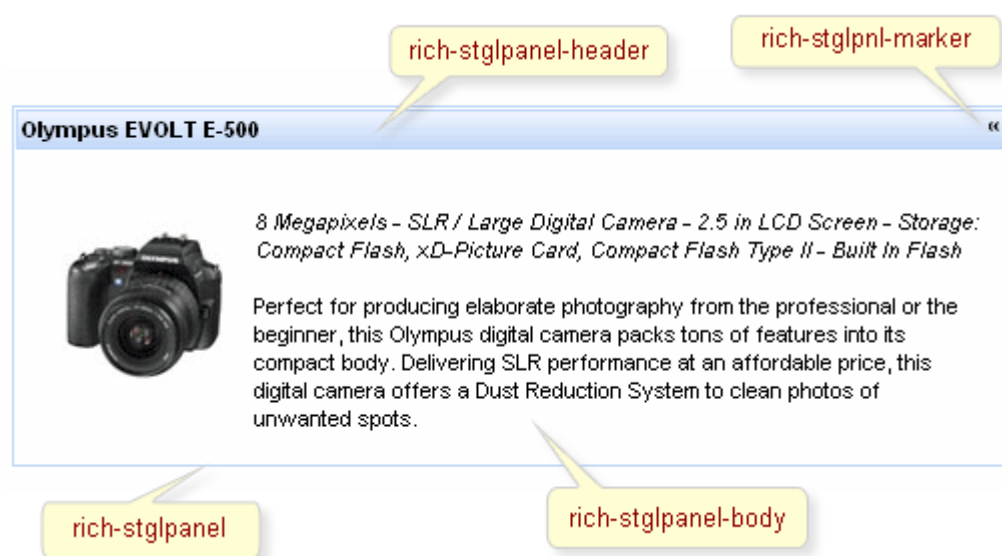 rich-stglpanel-header
rich-stglpnl-marker
Olympus EVOLT E-500 «
OLYMPUS
8 Megapixels - SLR / Large Digital Camera - 2.5 in LCD Screen - Storage:
Compact Flash, xD-Picture Card, Compact Flash Type II - Built In Flash
Perfect for producing elaborate photography from the professional or the
beginner, this Olympus digital camera packs tons of features into its
compact body. Delivering SLR performance at an affordable price, this
digital camera offers a Dust Reduction System to clean photos of
unwanted spots.
rich-stglpanel
rich-stglpanel-body